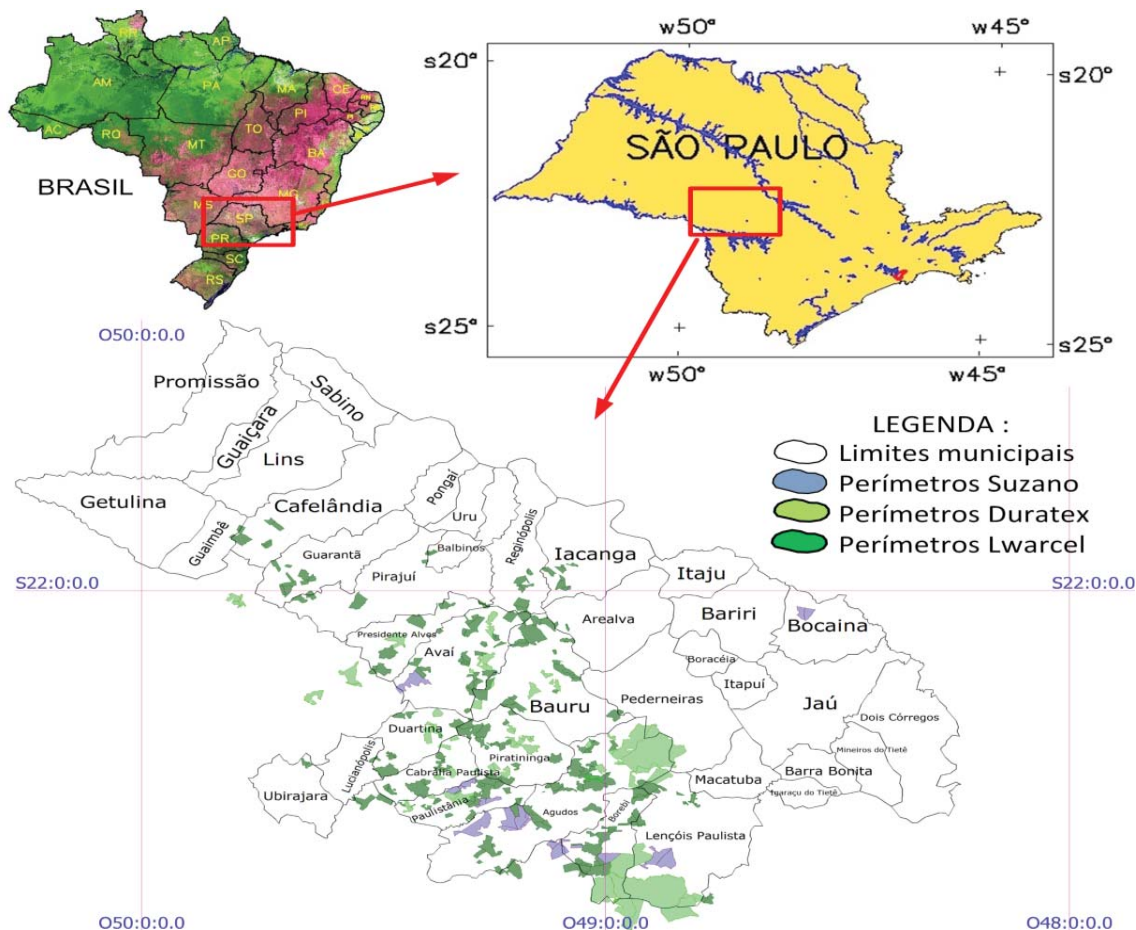 RR
AP
AM
PA
MA
CE
RN
PI
AC
RO
TO
MT
BA
GO
MG
MS
SP
PR
SC
RS
BRASIL
w50°
w45°
s20°
s20°
SÃO PAULO
s25°
s25°
w50°
w45°
O50:0:0.0
LEGENDA :
Limites municipais
Perímetros Suzano
Perímetros Duratex
Perímetros Lwarcel
Promissão
Sabino
Guaiçara
Lins
Getulina
Cafelândia
Pongaí
Uru
Guaimbê
Guarantã
Balbinos
Reginópolis
Pirajuí
Iacanga
Itaju
S22:0:0.0
S22:0:0.0
Arealva
Bariri
Bocaina
Presidente Alves
Avaí
Boracéia
Itapuí
Pederneiras
Bauru
Jaú
Dois Córregos
Duartina
Lucianópolis
Piratininga
Mineiros do Tietê
Cabrália Paulista
Macatuba
Barra Bonita
Igaraçu do Tietê
Ubirajara
Paulistânia
Agudos
Borebi
Lençóis Paulista
O50:0:0.0
O49:0:0.0
O48:0:0.0